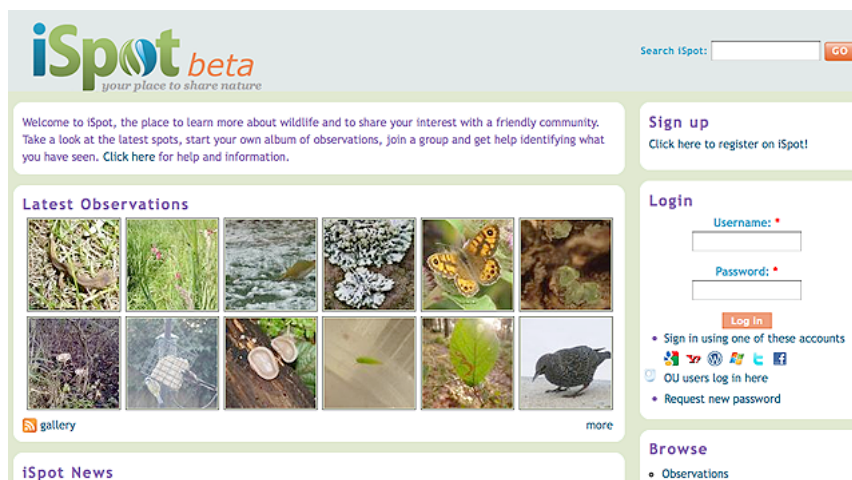 iSpot beta
your place to share nature
Search iSpot:
GO
Welcome to iSpot, the place to learn more about wildlife and to share your interest with a friendly community.
Take a look at the latest spots, start your own album of observations, join a group and get help identifying what
you have seen. Click here for help and information.
Latest Observations
gallery
more
iSpot News
Sign up
Click here to register on iSpot!
Login
Username: *
Password: *
Log in
Sign in using one of these accounts
OU users log in here
Request new password
Browse
Observations